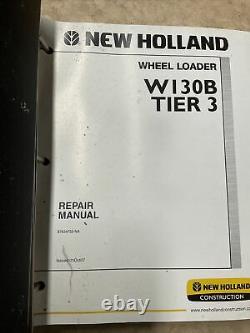 NEW HOLLAND
WHEEL LOADER
W130B
TIER 3
REPAIR
MANUAL
NEW HOLLAND
CONSTRUCTION